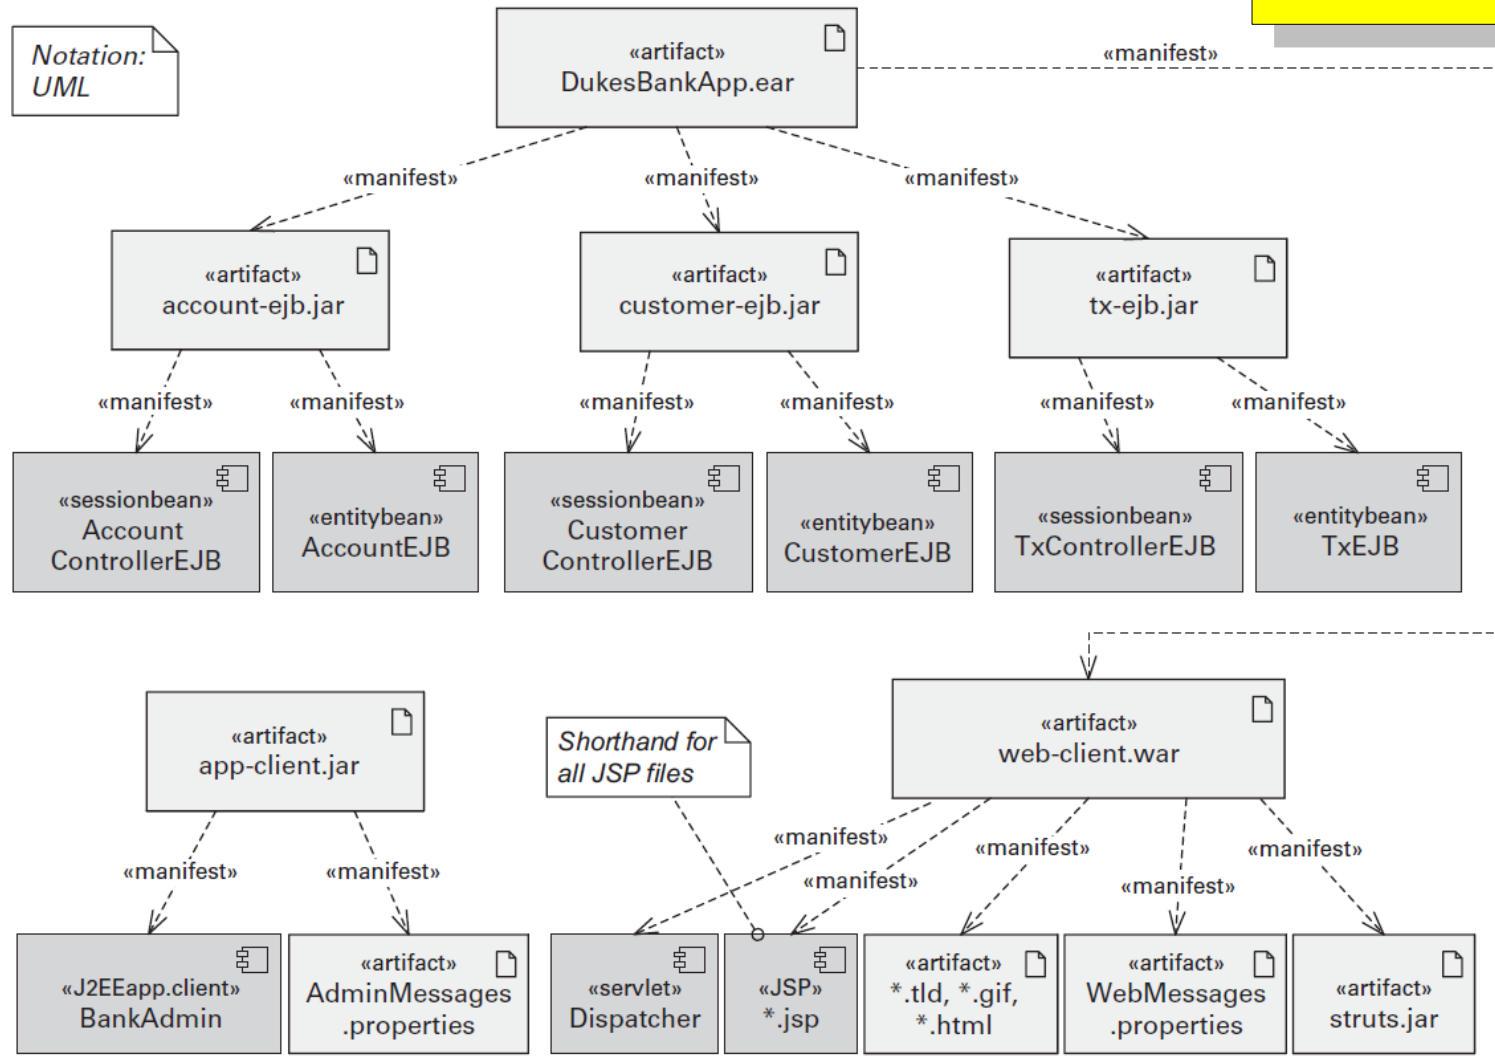 Notation:
UML
«artifact»
DukesBankApp.ear
«manifest»
«manifest»
«manifest»
«manifest»
«artifact»
account-ejb.jar
«artifact»
customer-ejb.jar
«artifact»
tx-ejb.jar
«manifest»
«manifest»
«manifest»
«manifest»
«manifest»
«manifest»
«sessionbean»
Account
ControllerEJB
«entitybean»
AccountEJB
«sessionbean»
Customer
ControllerEJB
«entitybean»
CustomerEJB
«sessionbean»
TxControllerEJB
«entitybean»
TxEJB
«artifact»
app-client.jar
Shorthand for
all JSP files
«artifact»
web-client.war
«manifest»
«manifest»
«manifest»
«manifest»
«manifest»
«manifest»
«manifest»
«J2EEapp.client»
BankAdmin
«artifact»
AdminMessages
.properties
«servlet»
Dispatcher
«JSP»
*.jsp
«artifact»
*.tld, *.gif,
*.html
«artifact»
WebMessages
.properties
«artifact»
struts.jar